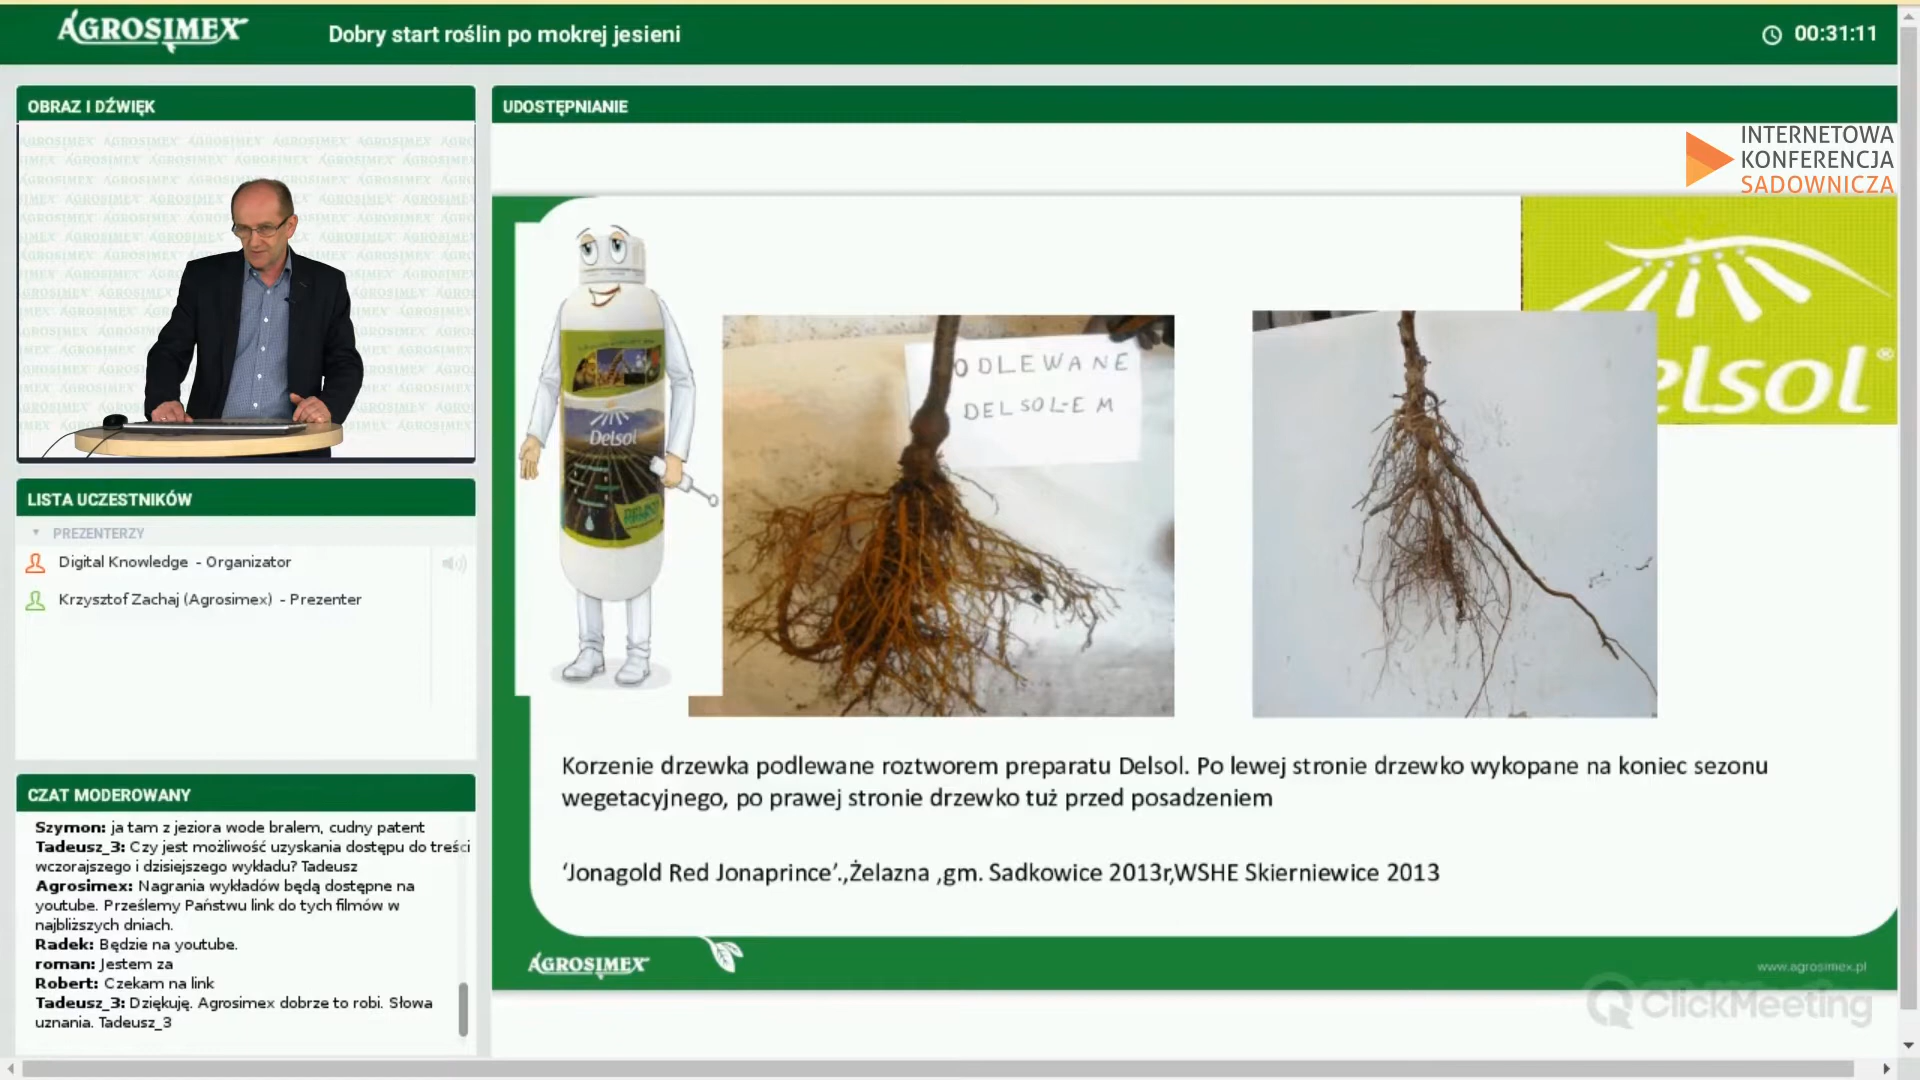 AGROSIMEX
Dobry start roślin po mokrej jesieni
00:31:11
OBRAZ I DŹWIĘK
UDOSTĘPNIANIE
INTERNETOWA
KONFERENCJA
SADOWNICZA
LISTA UCZESTNIKÓW
PREZENTERZY
Digital Knowledge - Organizator
Krzysztof Zachaj (Agrosimex) - Prezenter
Delsol
ODLEWANE
DELSOL-EM
elsol®
Korzenie drzewka podlewane roztworem preparatu Delsol. Po lewej stronie drzewko wykopane na koniec sezonu
wegetacyjnego, po prawej stronie drzewko tuż przed posadzeniem
‘Jonagold Red Jonaprince’.,Żelazna ,gm. Sadkowice 2013r,WSHE Skierniewice 2013
AGROSIMEX
www.agrosimex.pl
ClickMeeting
CZAT MODEROWANY
Szymon: ja tam z jeziora wode bralem, cudny patent
Tadeusz_3: Czy jest możliwość uzyskania dostępu do treści
wczorajszego i dzisiejszego wykładu? Tadeusz
Agrosimex: Nagrania wykładów będą dostępne na
youtube. Prześlemy Państwu link do tych filmów w
najbliższych dniach.
Radek: Będzie na youtube.
roman: Jestem za
Robert: Czekam na link
Tadeusz_3: Dziękuję. Agrosimex dobrze to robi. Słowa
uznania. Tadeusz_3